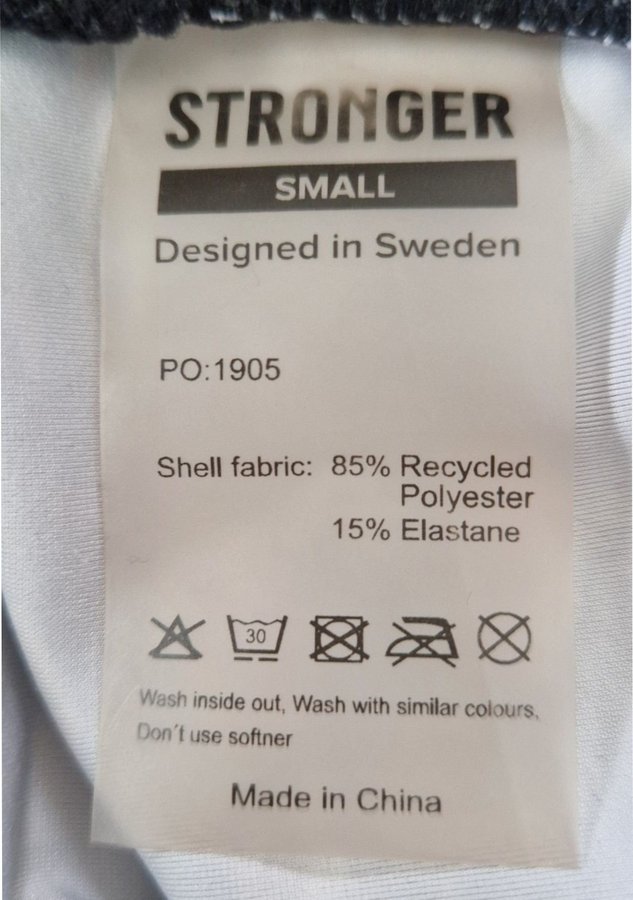 STRONGER
SMALL
Designed in Sweden
PO:1905
Shell fabric: 85% Recycled
Polyester
15% Elastane
30
Wash inside out, Wash with similar colours,
Don´t use softner
Made in China